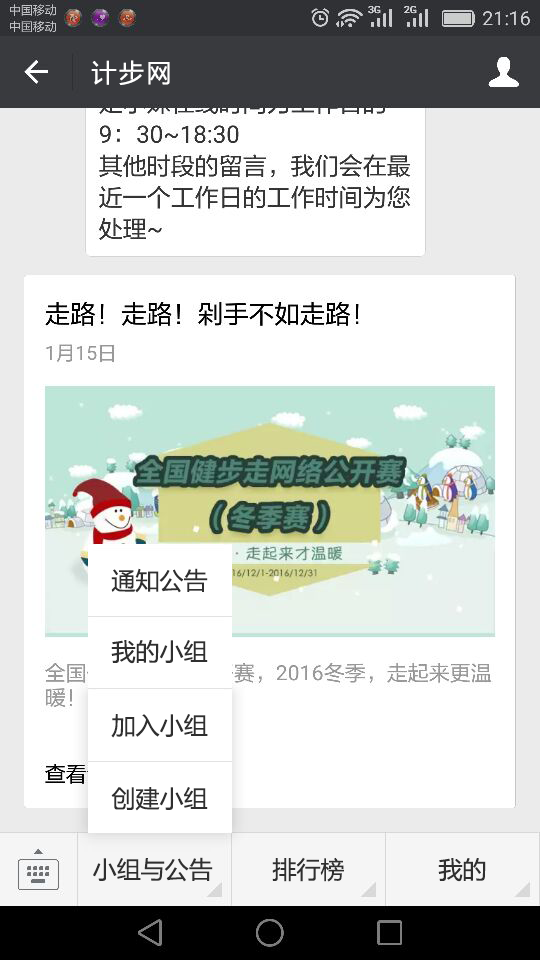 中国移动
中国移动
3G
2G
21:16
计步网
9：30~18:30
其他时段的留言，我们会在最
近一个工作日的工作时间为您
处理~
走路！走路！剁手不如走路！
1月15日
全国健步走网络公开赛
（冬季赛）
·走起来才温暖
16/12/1-2016/12/31
通知公告
我的小组
加入小组
创建小组
全国
赛，2016冬季，走起来更温
暖！
查看
小组与公告
排行榜
我的